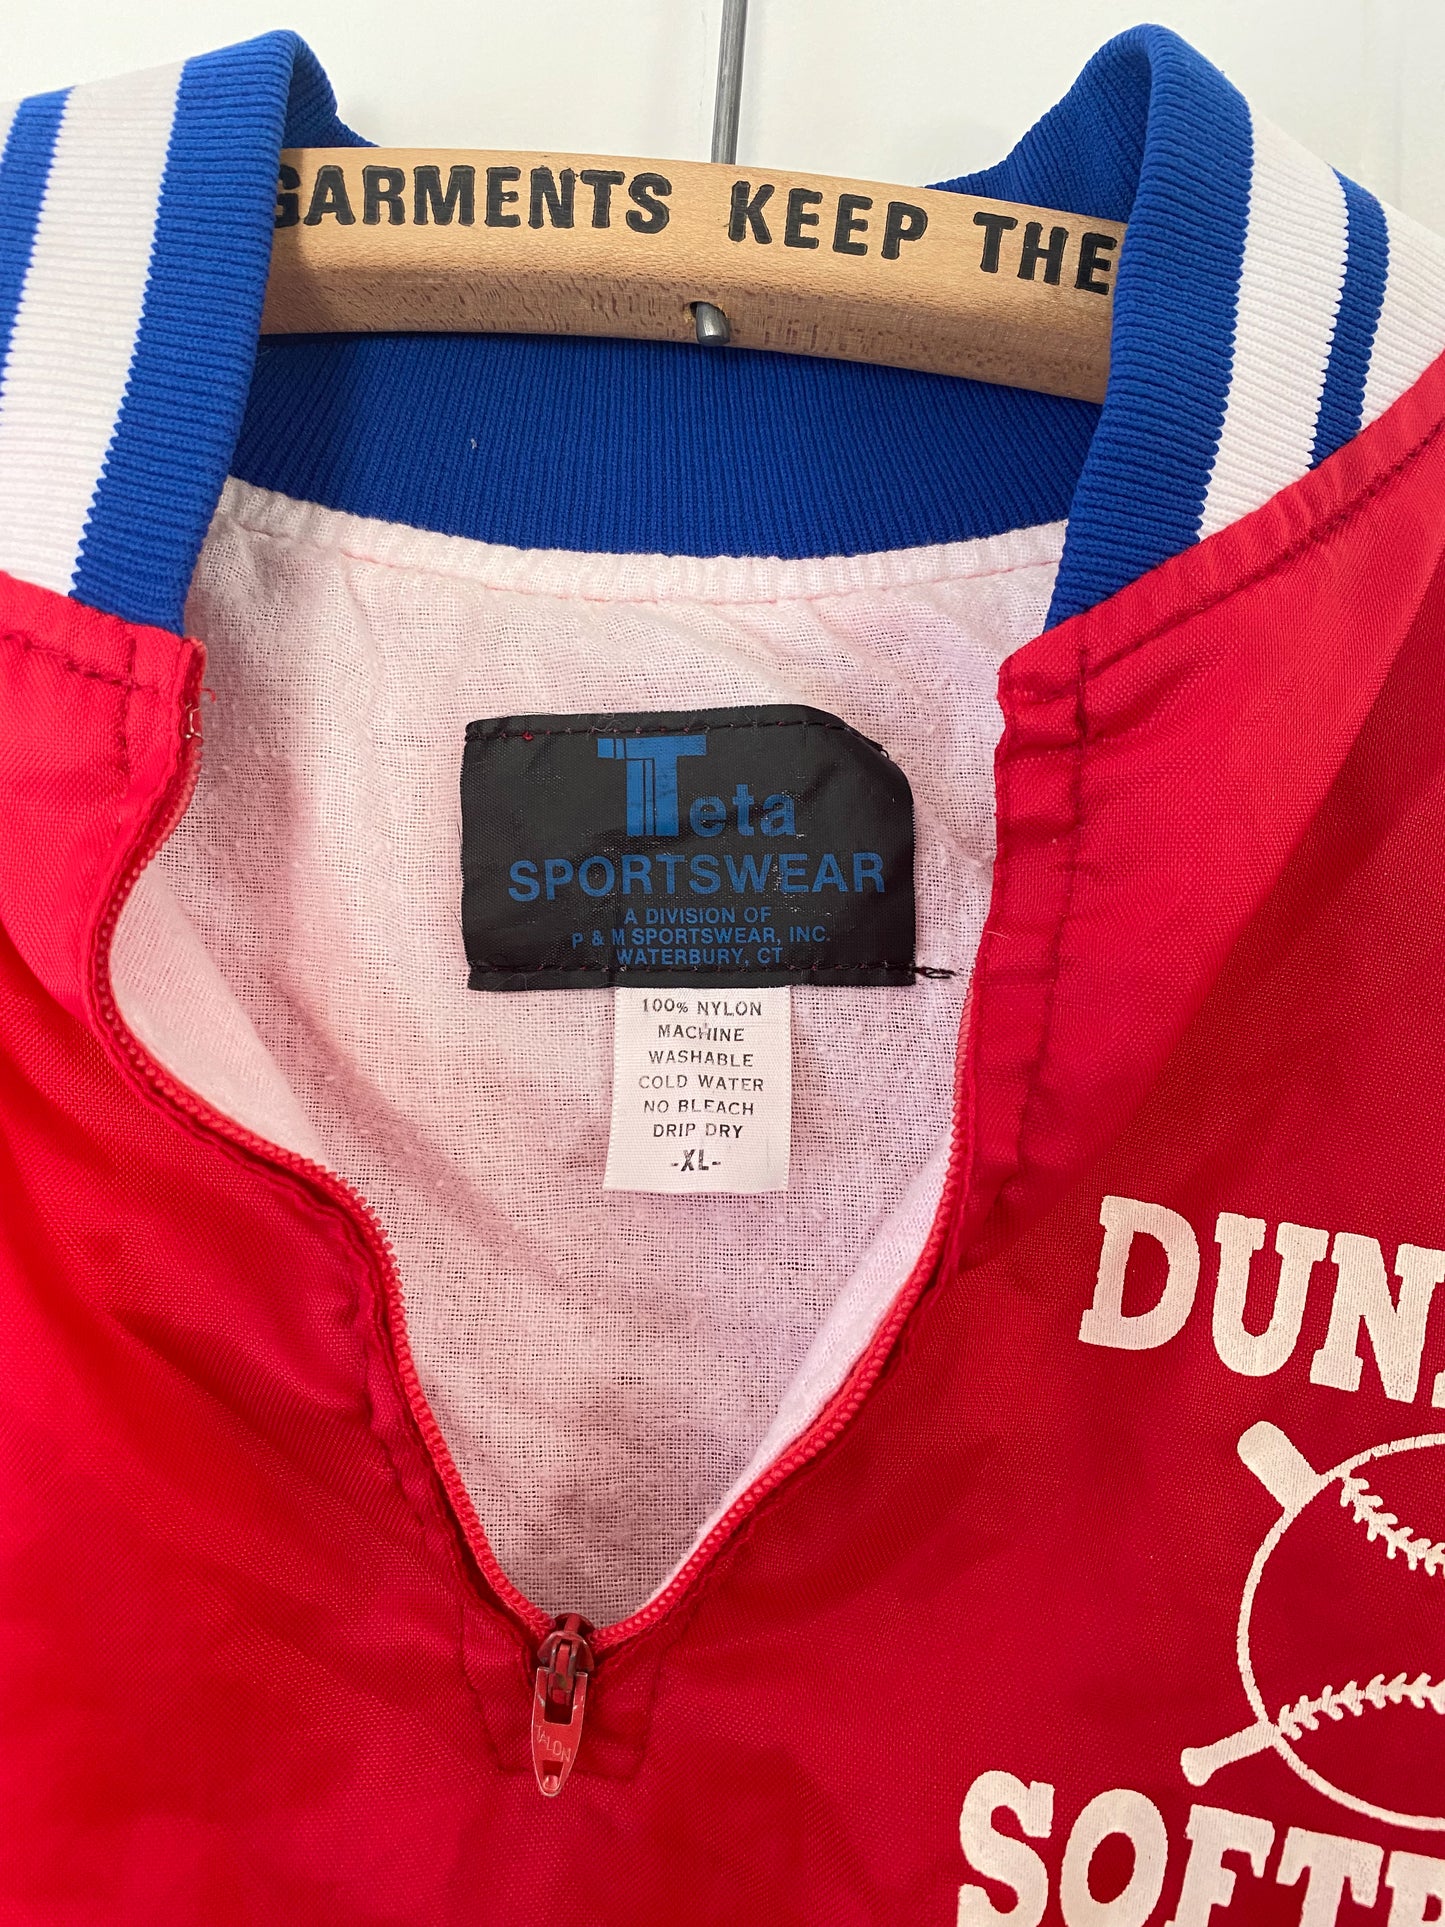 GARMENTS KEEP THE
Teta
SPORTSWEAR
A DIVISION OF
P & M SPORTSWEAR, INC.
WATERBURY, CT
100% NYLON
MACHINE
WASHABLE
COLD WATER
NO BLEACH
DRIP DRY
-XL-
TALON